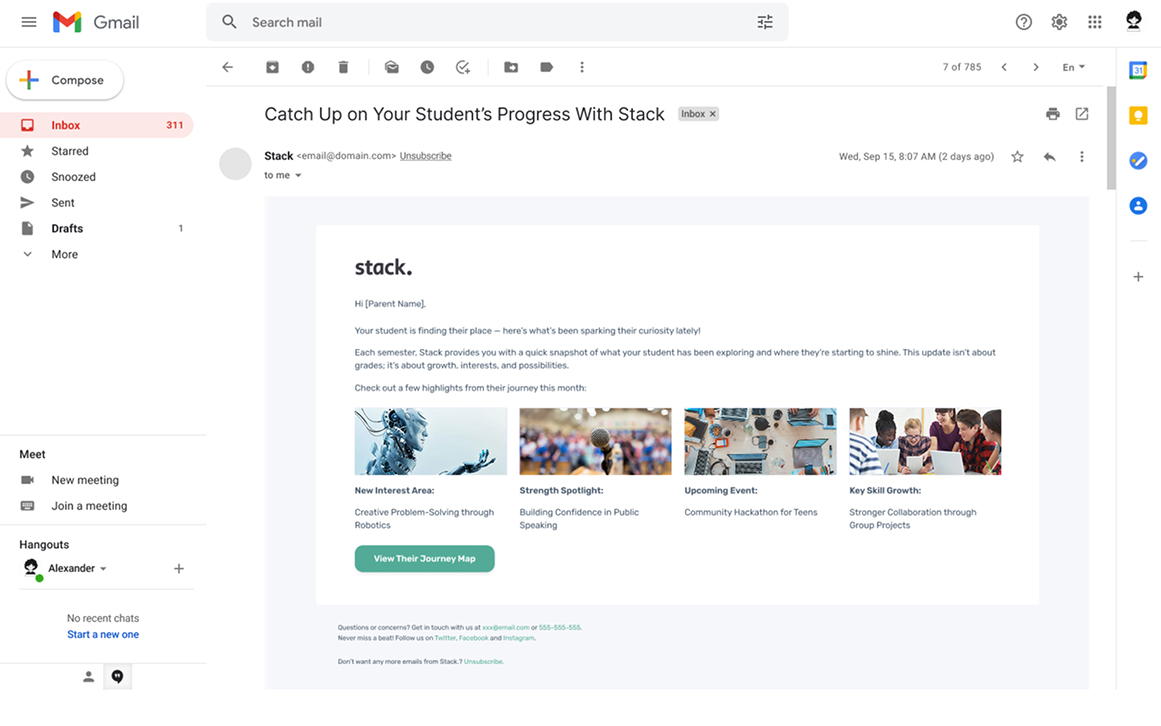 Gmail
Search mail
7 of 785
En
Compose
Inbox 311
Starred
Snoozed
Sent
Drafts 1
More
Meet
New meeting
Join a meeting
Hangouts
Alexander
No recent chats
Start a new one
Catch Up on Your Student's Progress With Stack
Inbox ×
Stack <email@domain.com> Unsubscribe
to me
Wed, Sep 15, 8:07 AM (2 days ago)
31
stack.
Hi [Parent Name],
Your student is finding their place — here's what's been sparking their curiosity lately!
Each semester, Stack provides you with a quick snapshot of what your student has been exploring and where they're starting to shine. This update isn't about
grades; it's about growth, interests, and possibilities.
Check out a few highlights from their journey this month:
New Interest Area:
Creative Problem-Solving through
Robotics
Strength Spotlight:
Building Confidence in Public
Speaking
Upcoming Event:
Community Hackathon for Teens
Key Skill Growth:
Stronger Collaboration through
Group Projects
View Their Journey Map
Questions or concerns? Get in touch with us at xxx@email.com or 555-555-555.
Never miss a beat! Follow us on Twitter, Facebook and Instagram.
Don't want any more emails from Stack.? Unsubscribe.